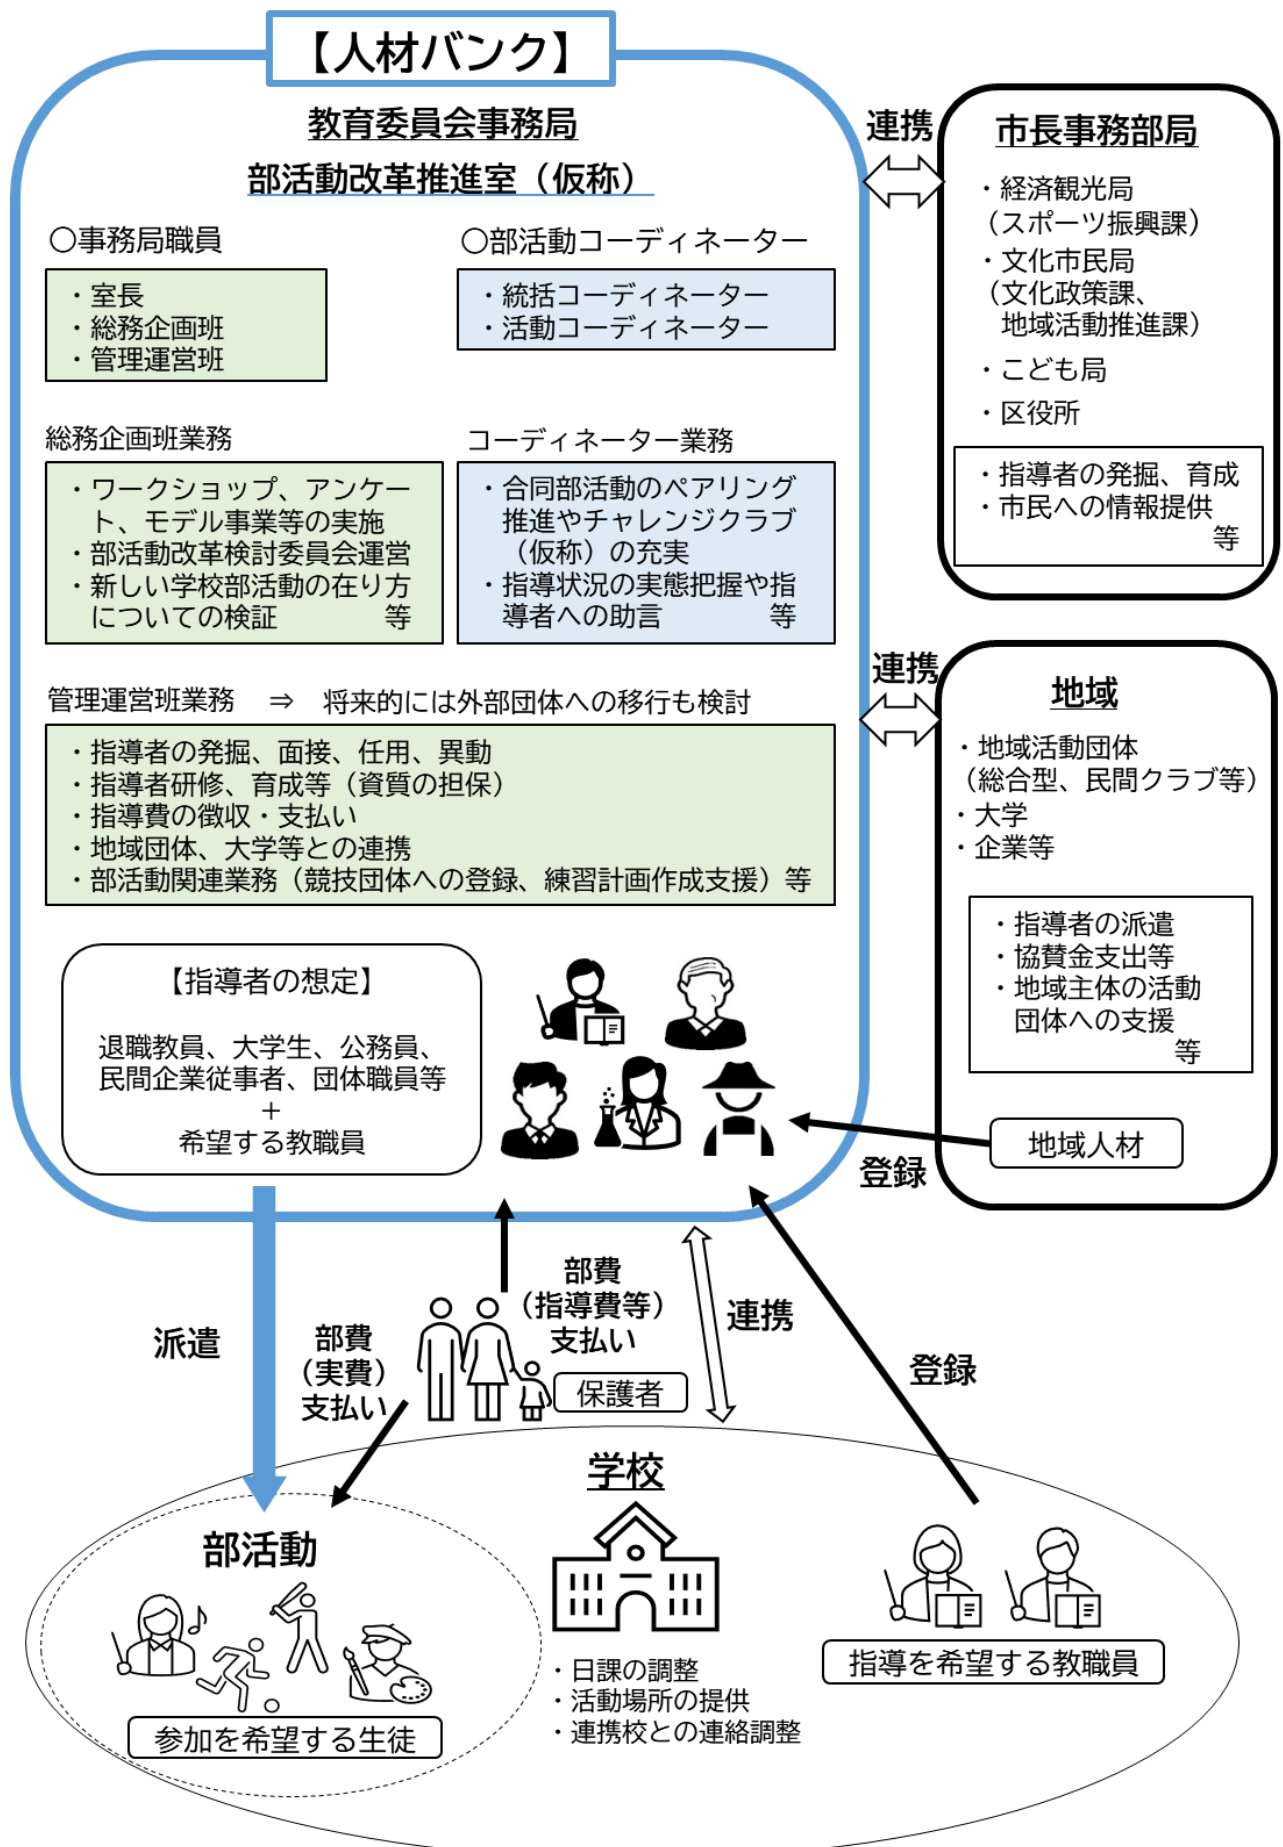 【人材バンク】
教育委員会事務局
部活動改革推進室（仮称）
〇事務局職員
・室長
・総務企画班
・管理運営班
〇部活動コーディネーター
・統括コーディネーター
・活動コーディネーター
総務企画班業務
・ワークショップ、アンケー
ト、モデル事業等の実施
・部活動改革検討委員会運営
・新しい学校部活動の在り方
についての検証　　　　等
コーディネーター業務
・合同部活動のペアリング
推進やチャレンジクラブ
（仮称）の充実
・指導状況の実態把握や指
導者への助言　　　　等
管理運営班業務　⇒　将来的には外部団体への移行も検討
・指導者の発掘、面接、任用、異動
・指導者研修、育成等（資質の担保）
・指導費の徴収・支払い
・地域団体、大学等との連携
・部活動関連業務（競技団体への登録、練習計画作成支援）等
【指導者の想定】
退職教員、大学生、公務員、
民間企業従事者、団体職員等
＋
希望する教職員
連携
市長事務部局
・経済観光局
（スポーツ振興課）
・文化市民局
（文化政策課、
地域活動推進課）
・こども局
・区役所
・指導者の発掘、育成
・市民への情報提供
等
連携
地域
・地域活動団体
（総合型、民間クラブ等）
・大学
・企業等
・指導者の派遣
・協賛金支出等
・地域主体の活動
団体への支援
等
地域人材
登録
派遣
部費
（実費）
支払い
部費
（指導費等）
支払い
保護者
連携
登録
学校
部活動
参加を希望する生徒
・日課の調整
・活動場所の提供
・連携校との連絡調整
指導を希望する教職員